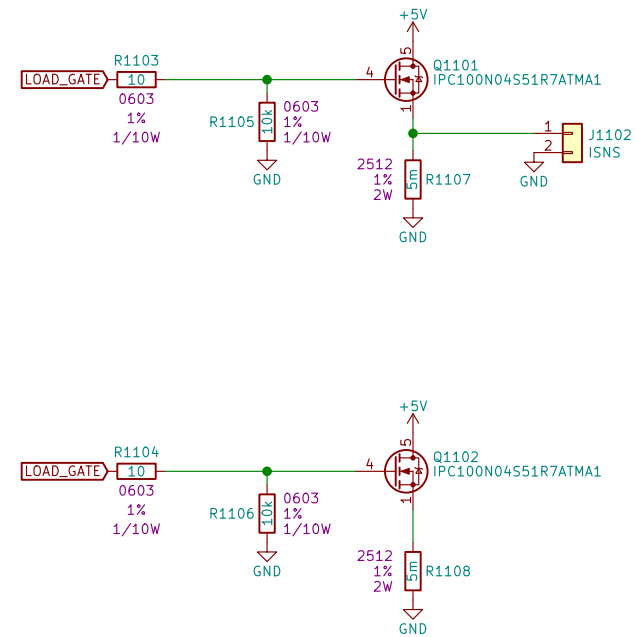 +5V
R1103
Q1101
5
LOAD_GATE
10
4
IPC100N04S51R7ATMA1
0603
1%
1/10W
R1105
10k
0603
1%
1/10W
1
1
J1102
2
ISNS
GND
GND
2512
1%
2W
5m
R1107
GND
+5V
R1104
Q1102
5
LOAD_GATE
10
4
IPC100N04S51R7ATMA1
0603
1%
1/10W
R1106
10k
0603
1%
1/10W
1
GND
2512
1%
2W
5m
R1108
GND